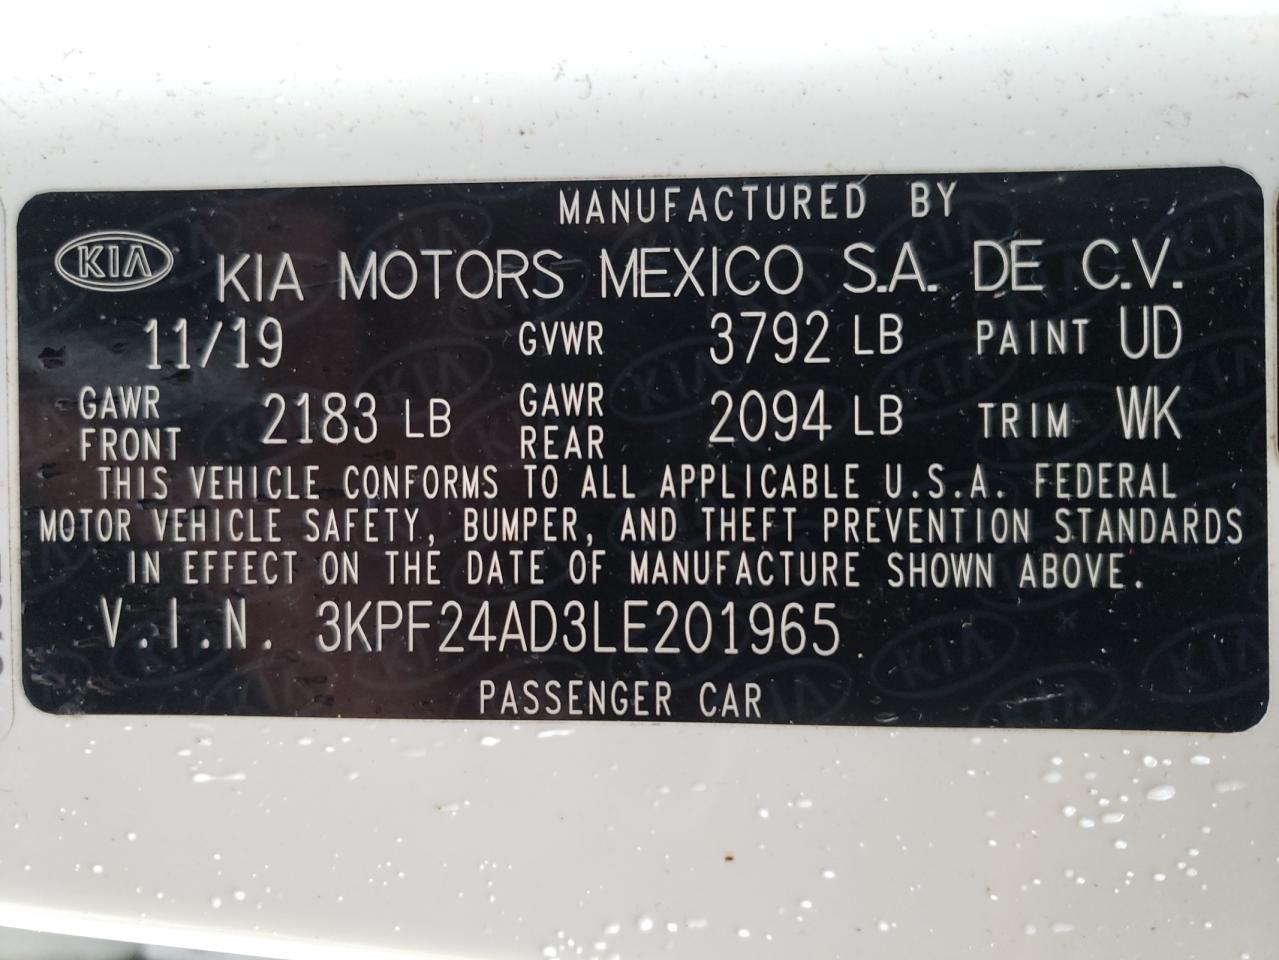 MANUFACTURED BY
KIA KIA MOTORS MEXICO S.A. DE C.V.
11/19 GVWR 3792 LB PAINT UD
GAWR FRONT 2183 LB GAWR REAR 2094 LB TRIM WK
THIS VEHICLE CONFORMS TO ALL APPLICABLE U.S.A. FEDERAL
MOTOR VEHICLE SAFETY, BUMPER, AND THEFT PREVENTION STANDARDS
IN EFFECT ON THE DATE OF MANUFACTURE SHOWN ABOVE.
V.I.N. 3KPF24AD3LE201965
PASSENGER CAR